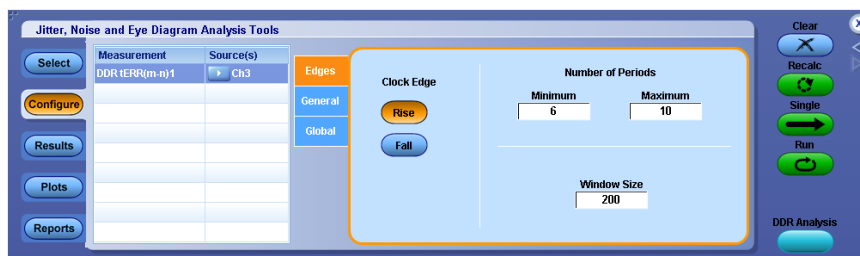 Jitter, Noise and Eye Diagram Analysis Tools
Clear
Select
Measurement Source(s)
DDR tERR(m-n)1 Ch3
Edges
General
Global
Clock Edge
Rise
Fall
Number of Periods
Minimum Maximum
6 10
Window Size
200
Configure
Results
Plots
Reports
Recalc
Single
Run
DDR Analysis